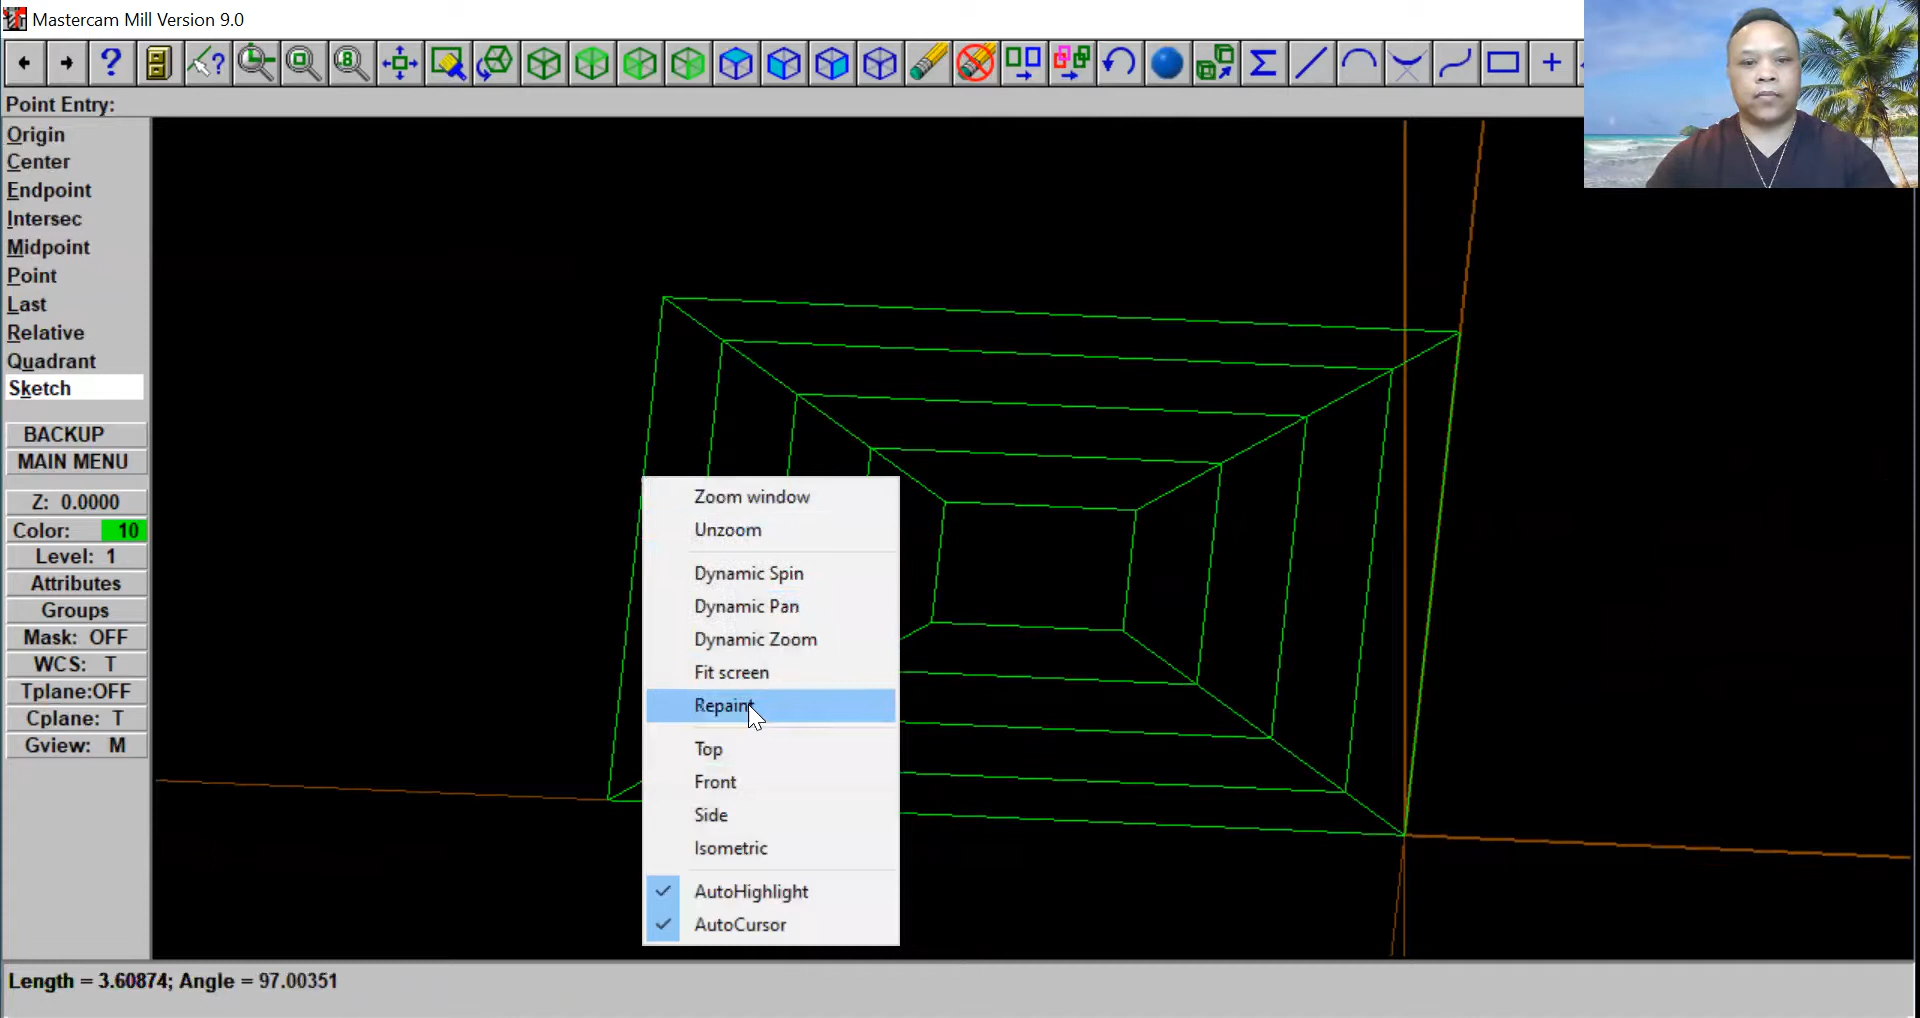 Mastercam Mill Version 9.0
Point Entry:
Origin
Center
Endpoint
Intersec
Midpoint
Point
Last
Relative
Quadrant
Sketch
BACKUP
MAIN MENU
Z: 0.0000
Color: 10
Level: 1
Attributes
Groups
Mask: OFF
WCS: T
Tplane:OFF
Cplane: T
Gview: M
Zoom window
Unzoom
Dynamic Spin
Dynamic Pan
Dynamic Zoom
Fit screen
Repaint
Top
Front
Side
Isometric
AutoHighlight
AutoCursor
Length = 3.60874; Angle = 97.00351